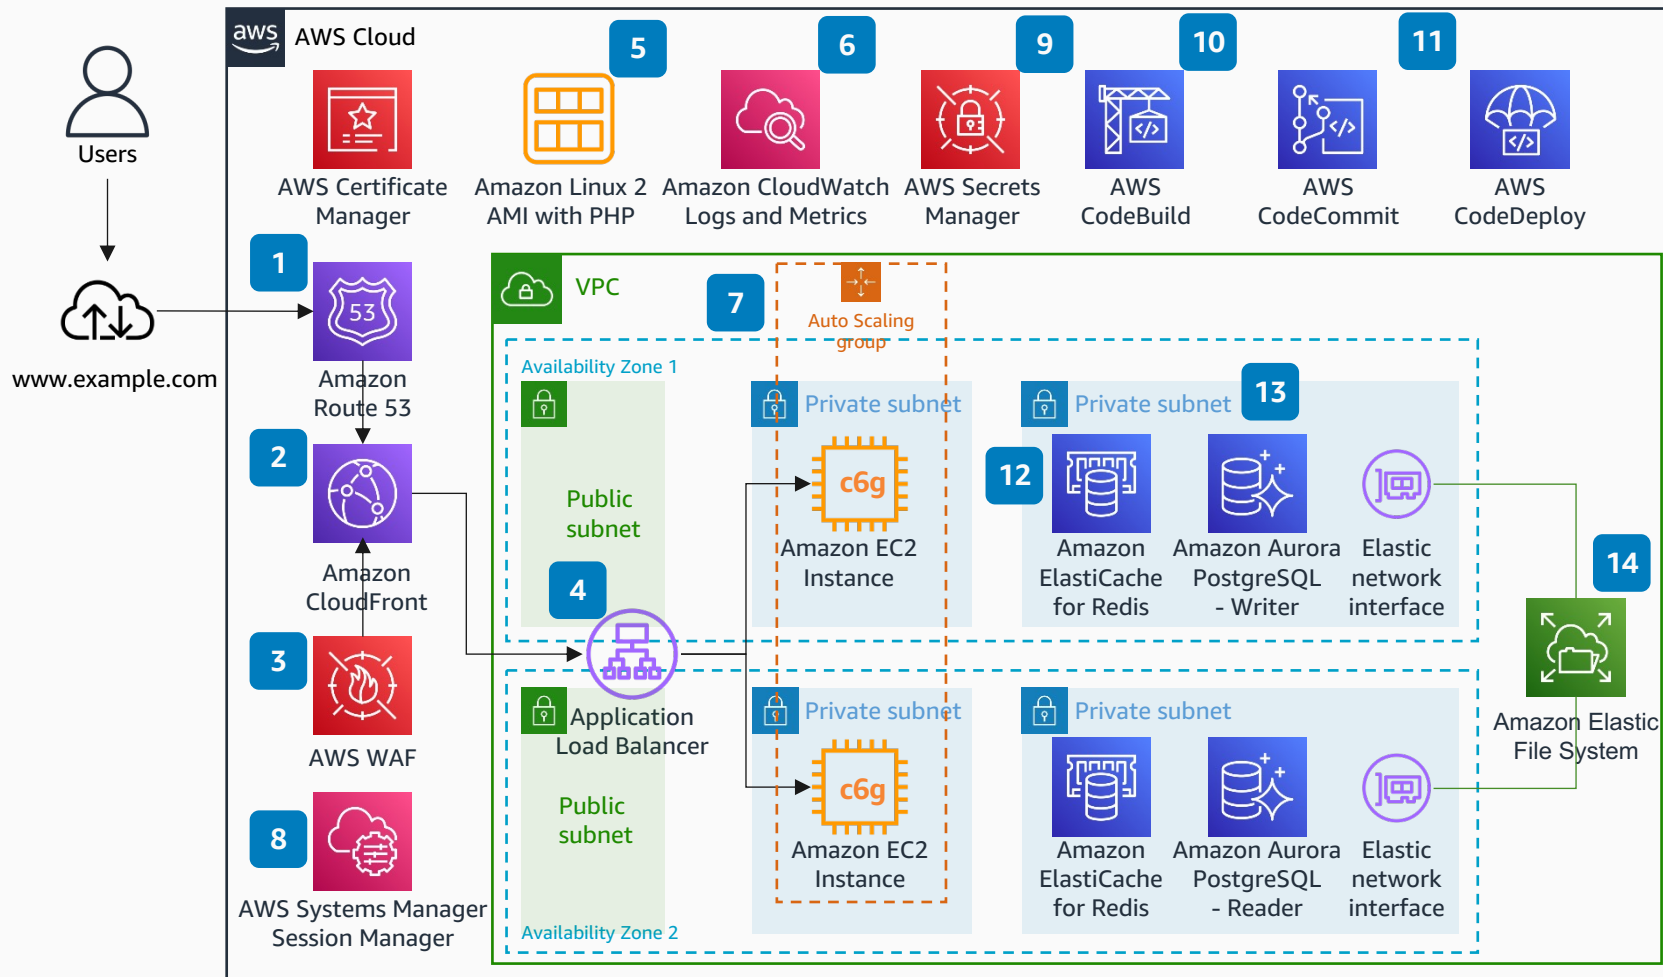 aws
AWS Cloud
5
6
9
10
11
Users
AWS Certificate
Manager
Amazon Linux 2
AMI with PHP
Amazon CloudWatch
Logs and Metrics
AWS Secrets
Manager
AWS
CodeBuild
AWS
CodeCommit
AWS
CodeDeploy
www.example.com
1
53
Amazon
Route 53
2
Amazon
CloudFront
3
AWS WAF
8
AWS Systems Manager
Session Manager
VPC
7
Auto Scaling
group
Availability Zone 1
Public
subnet
Private subnet
c6g
Amazon EC2
Instance
Private subnet
13
12
Amazon
ElastiCache
for Redis
Amazon Aurora
PostgreSQL
- Writer
Elastic
network
interface
14
Amazon Elastic
File System
4
Application
Load Balancer
Public
subnet
Private subnet
c6g
Amazon EC2
Instance
Private subnet
Amazon
ElastiCache
for Redis
Amazon Aurora
PostgreSQL
- Reader
Elastic
network
interface
Availability Zone 2